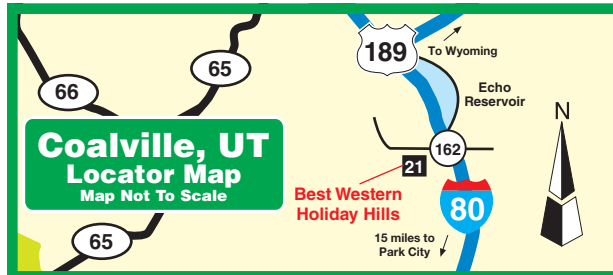 189
To Wyoming
65
66
Echo
Reservoir
N
Coalville, UT
Locator Map
Map Not To Scale
162
21
Best Western
Holiday Hills
80
65
15 miles to
Park City